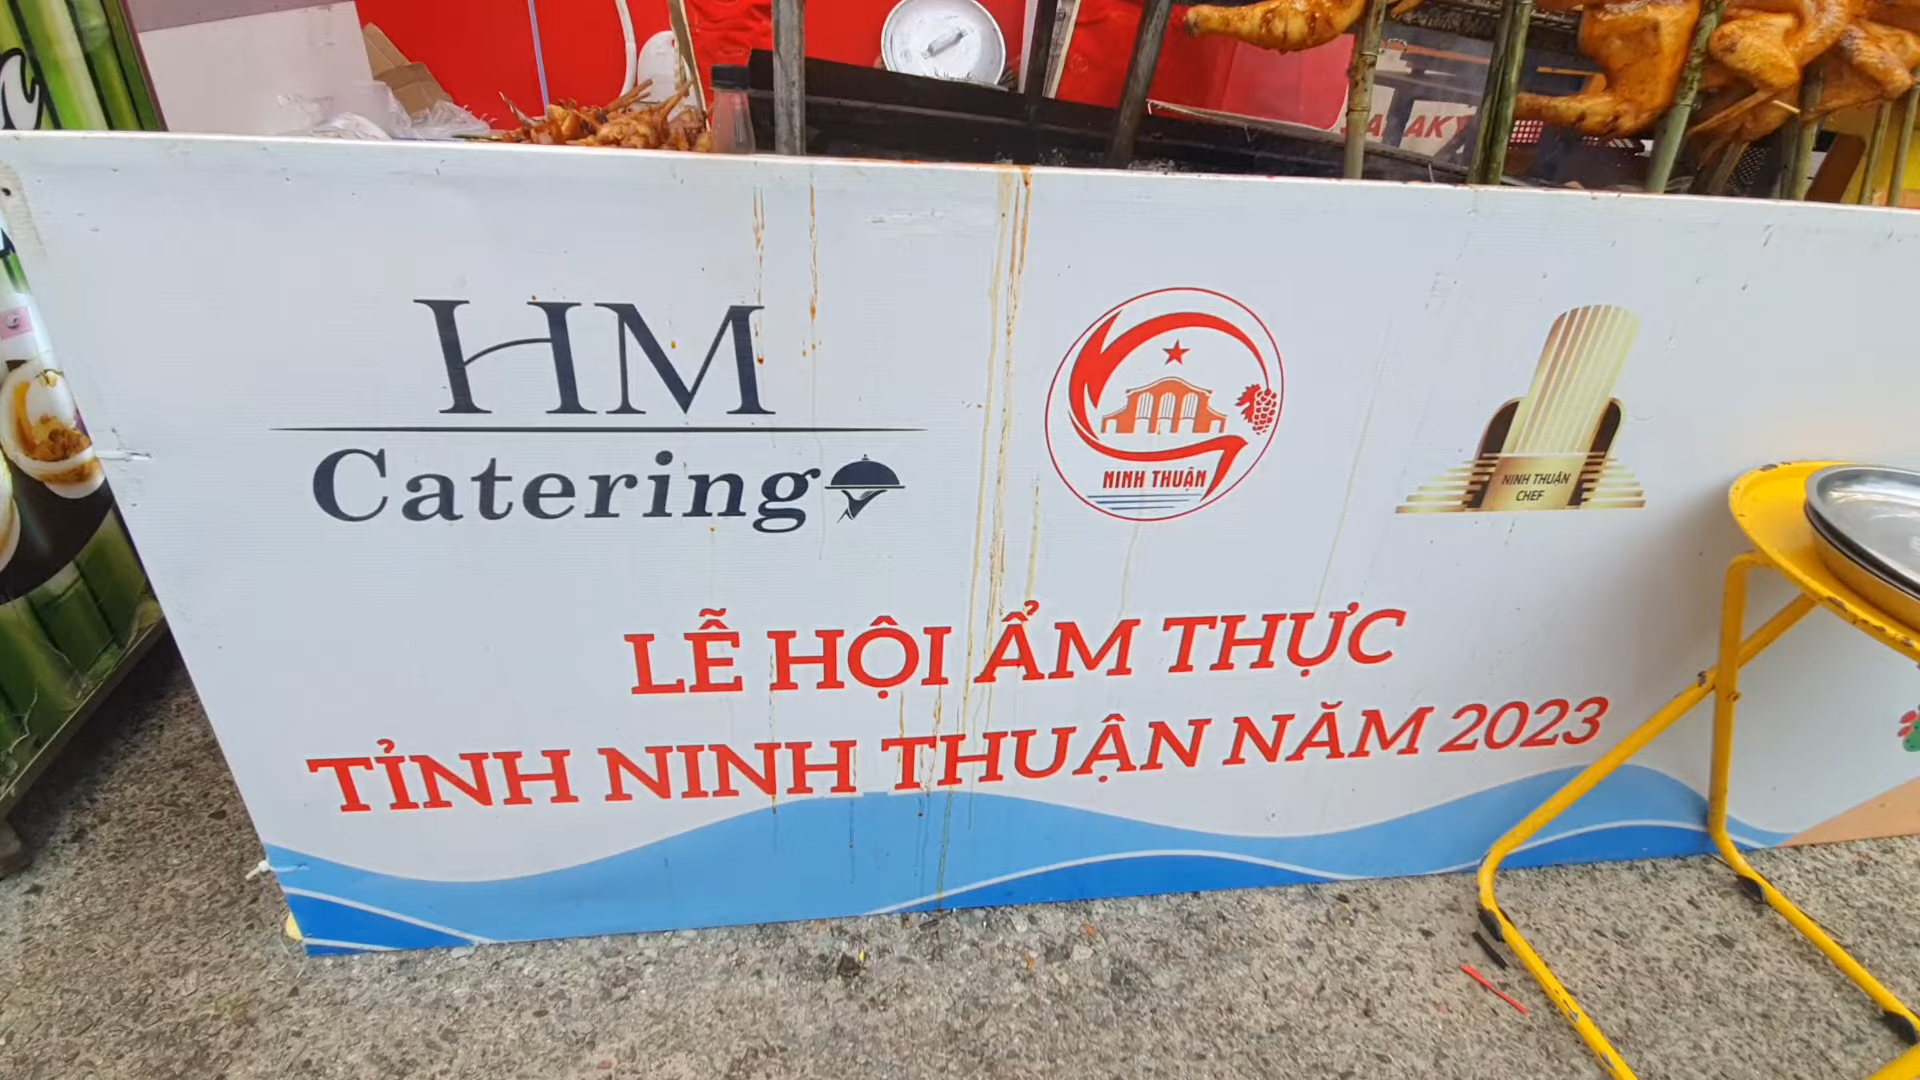 HM
Catering
NINH THUẬN
NINH THUẬN
CHEF
LỄ HỘI ẨM THỰC
TỈNH NINH THUẬN NĂM 2023